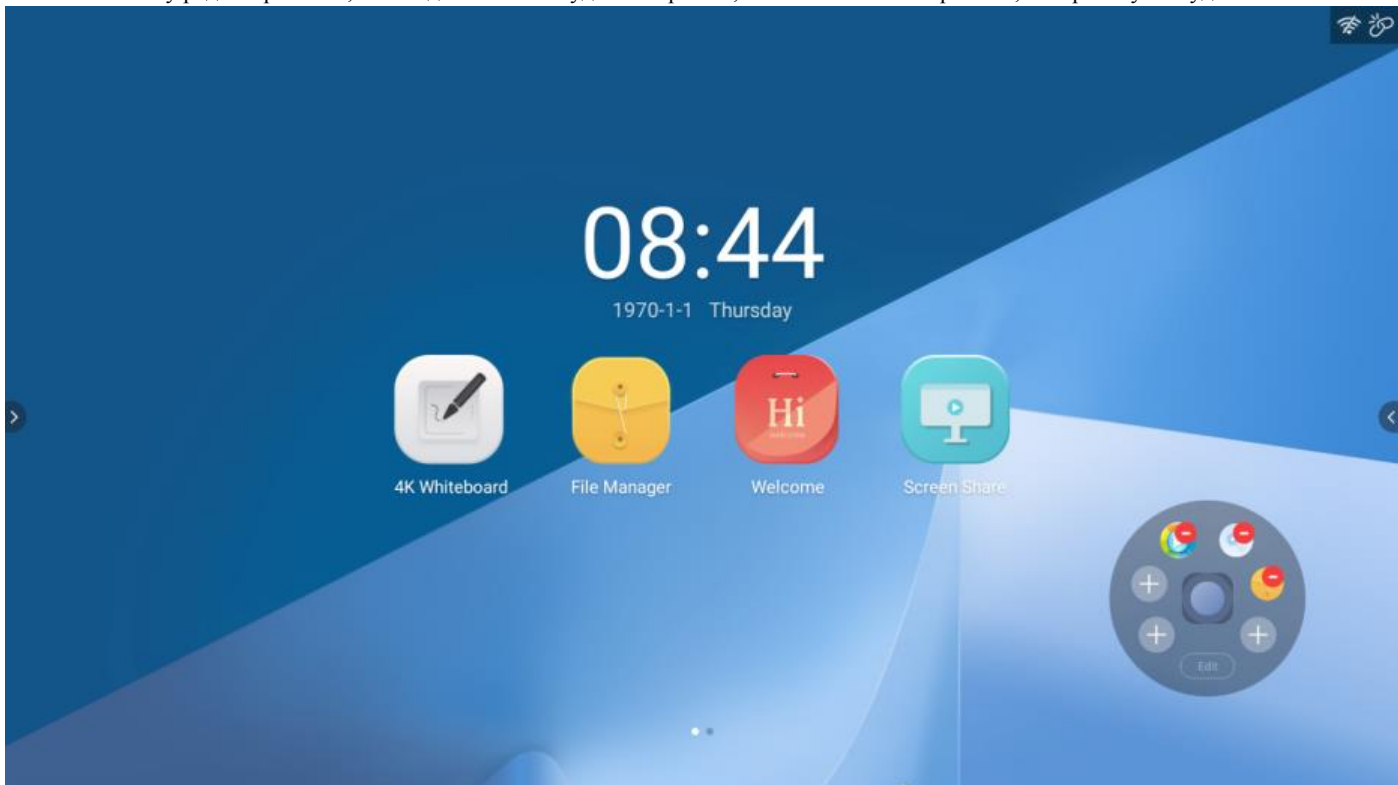 08:44
1970-1-1 Thursday
4K Whiteboard
File Manager
Hi
Welcome
Screen Share
Edit